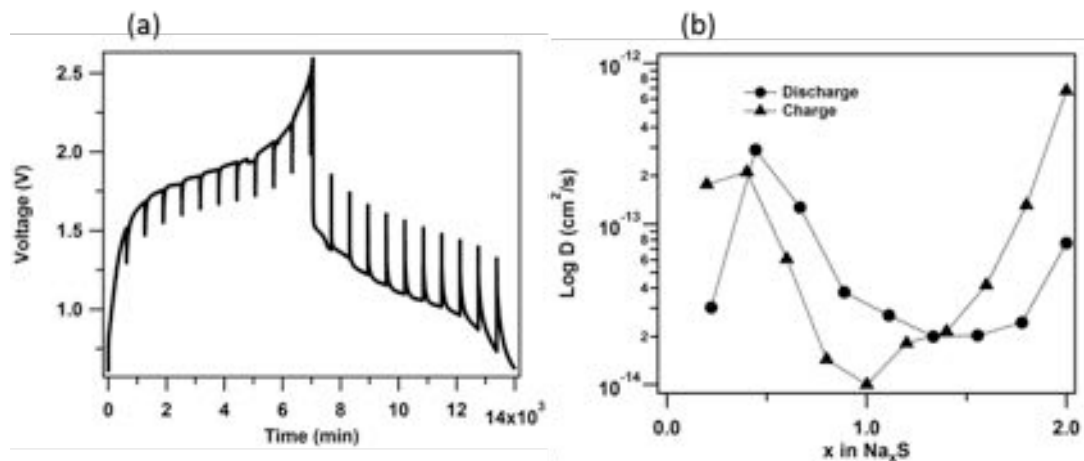 (a)
2.5
2.0
1.5
1.0
Voltage (V)
0
2
4
6
8
10
12
14x10³
Time (min)
(b)
10⁻¹²
8
6
4
2
10⁻¹³
8
6
4
2
10⁻¹⁴
Log D (cm²/s)
Discharge
Charge
0.0
1.0
2.0
x in NaₓS